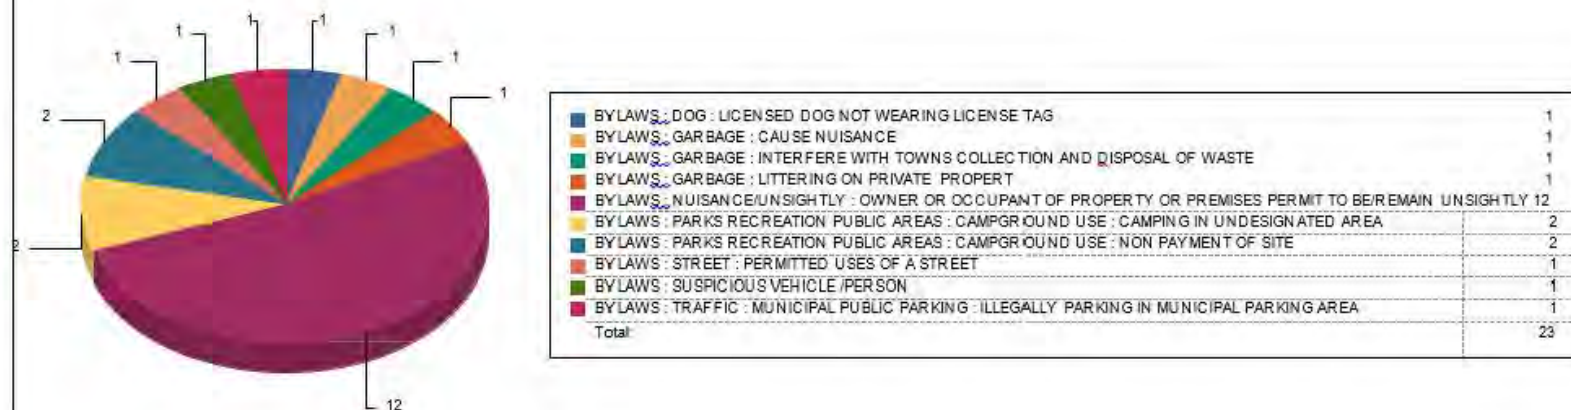 1
1
1
1
1
1
1
2
2
12
BYLAWS : DOG : LICENSED DOG NOT WEARING LICENSE TAG 1
BYLAWS : GARBAGE : CAUSE NUISANCE 1
BYLAWS : GARBAGE : INTERFERE WITH TOWNS COLLECTION AND DISPOSAL OF WASTE 1
BYLAWS : GARBAGE : LITTERING ON PRIVATE PROPERT 1
BYLAWS : NUISANCE/UNSIGHTLY : OWNER OR OCCUPANT OF PROPERTY OR PREMISES PERMIT TO BE/REMAIN UNSIGHTLY 12
BYLAWS : PARKS RECREATION PUBLIC AREAS : CAMPGROUND USE : CAMPING IN UNDESIGNATED AREA 2
BYLAWS : PARKS RECREATION PUBLIC AREAS : CAMPGROUND USE : NON PAYMENT OF SITE 2
BYLAWS : STREET : PERMITTED USES OF A STREET 1
BYLAWS : SUSPICIOUS VEHICLE /PERSON 1
BYLAWS : TRAFFIC : MUNICIPAL PUBLIC PARKING : ILLEGALLY PARKING IN MUNICIPAL PARKING AREA 1
Total: 23